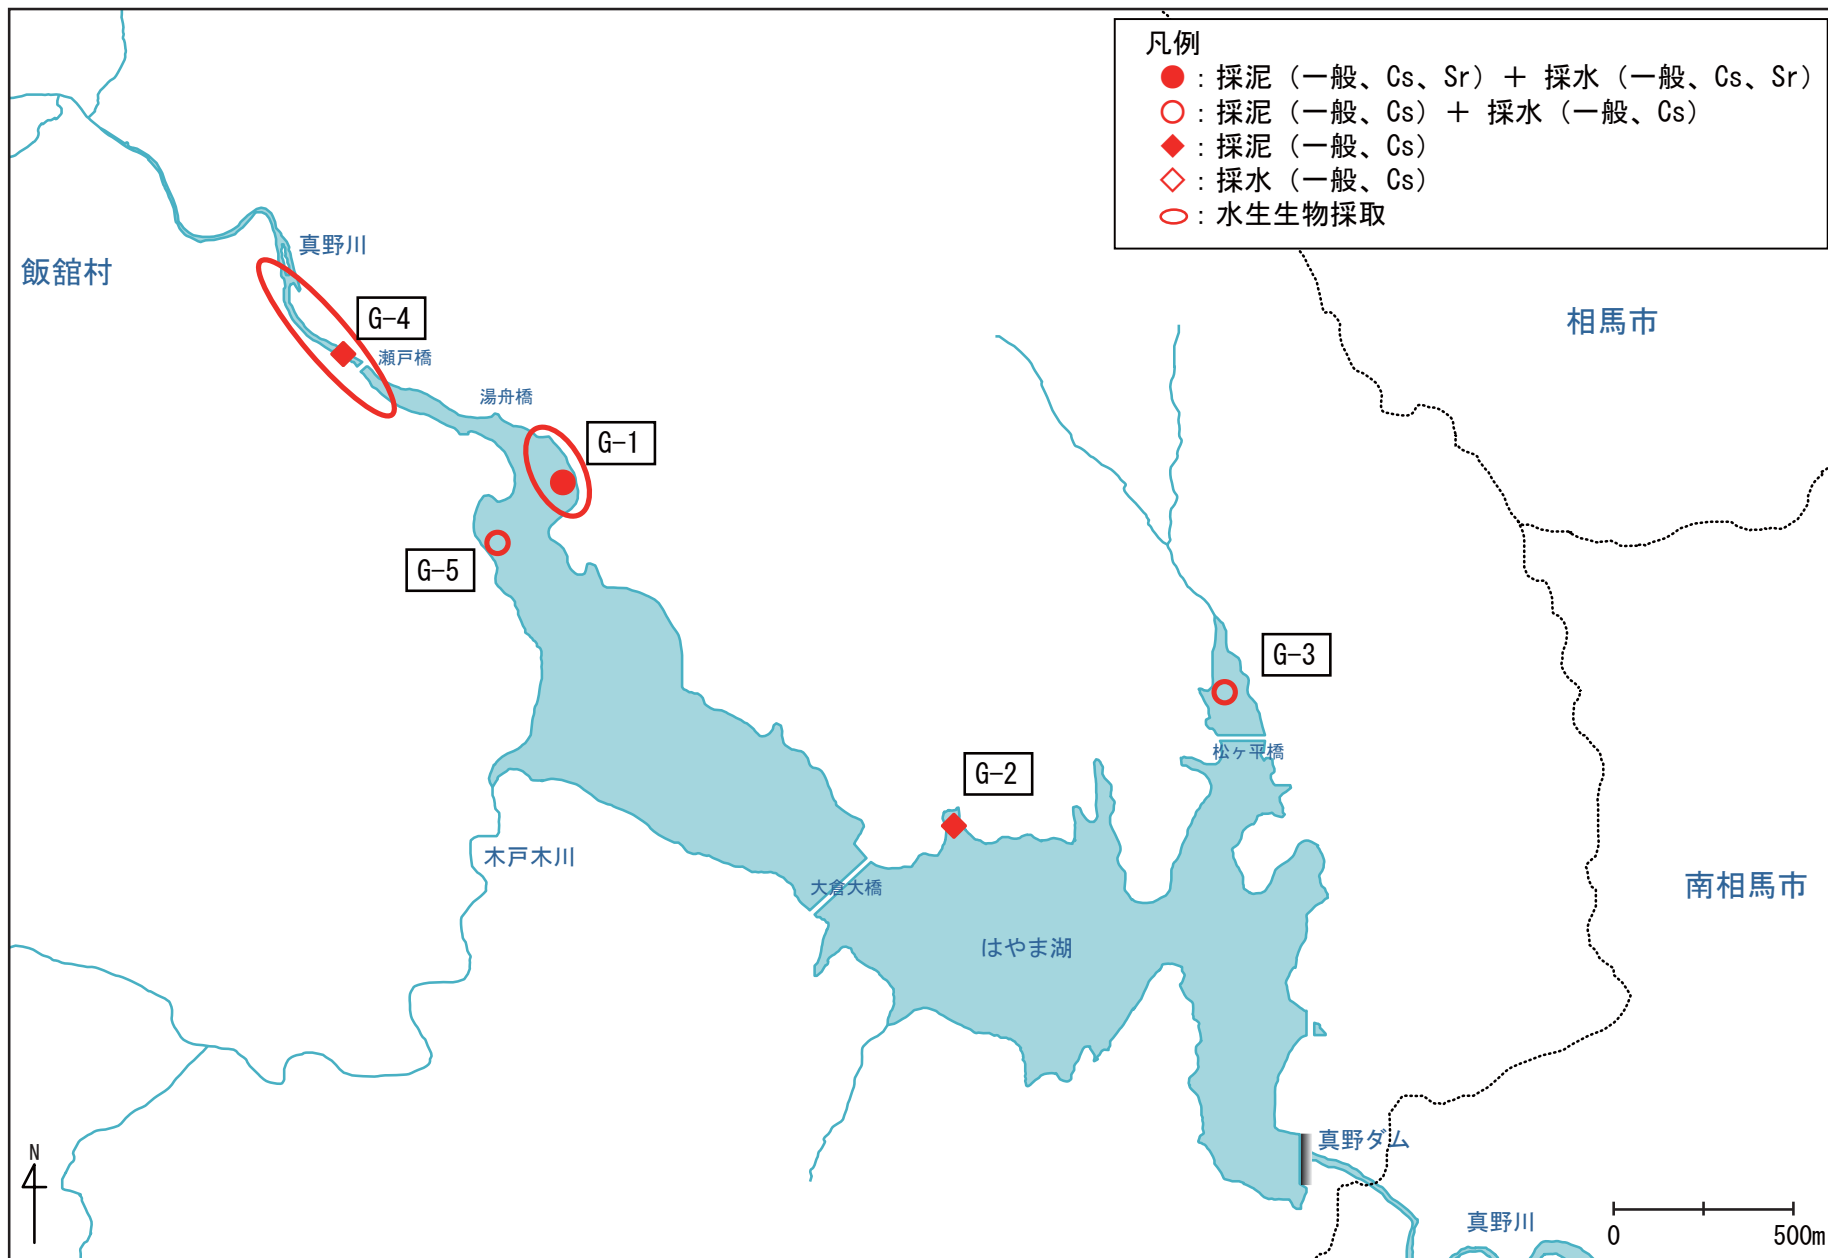 凡例
：採泥（一般、Cs、Sr）＋ 採水（一般、Cs、Sr）
：採泥（一般、Cs）＋ 採水（一般、Cs）
：採泥（一般、Cs）
：採水（一般、Cs）
：水生生物採取
真野川
飯舘村
G-4
相馬市
瀬戸橋
湯舟橋
G-1
G-5
G-3
松ヶ平橋
G-2
木戸木川
大倉大橋
南相馬市
はやま湖
真野ダム
N
真野川
0
500m